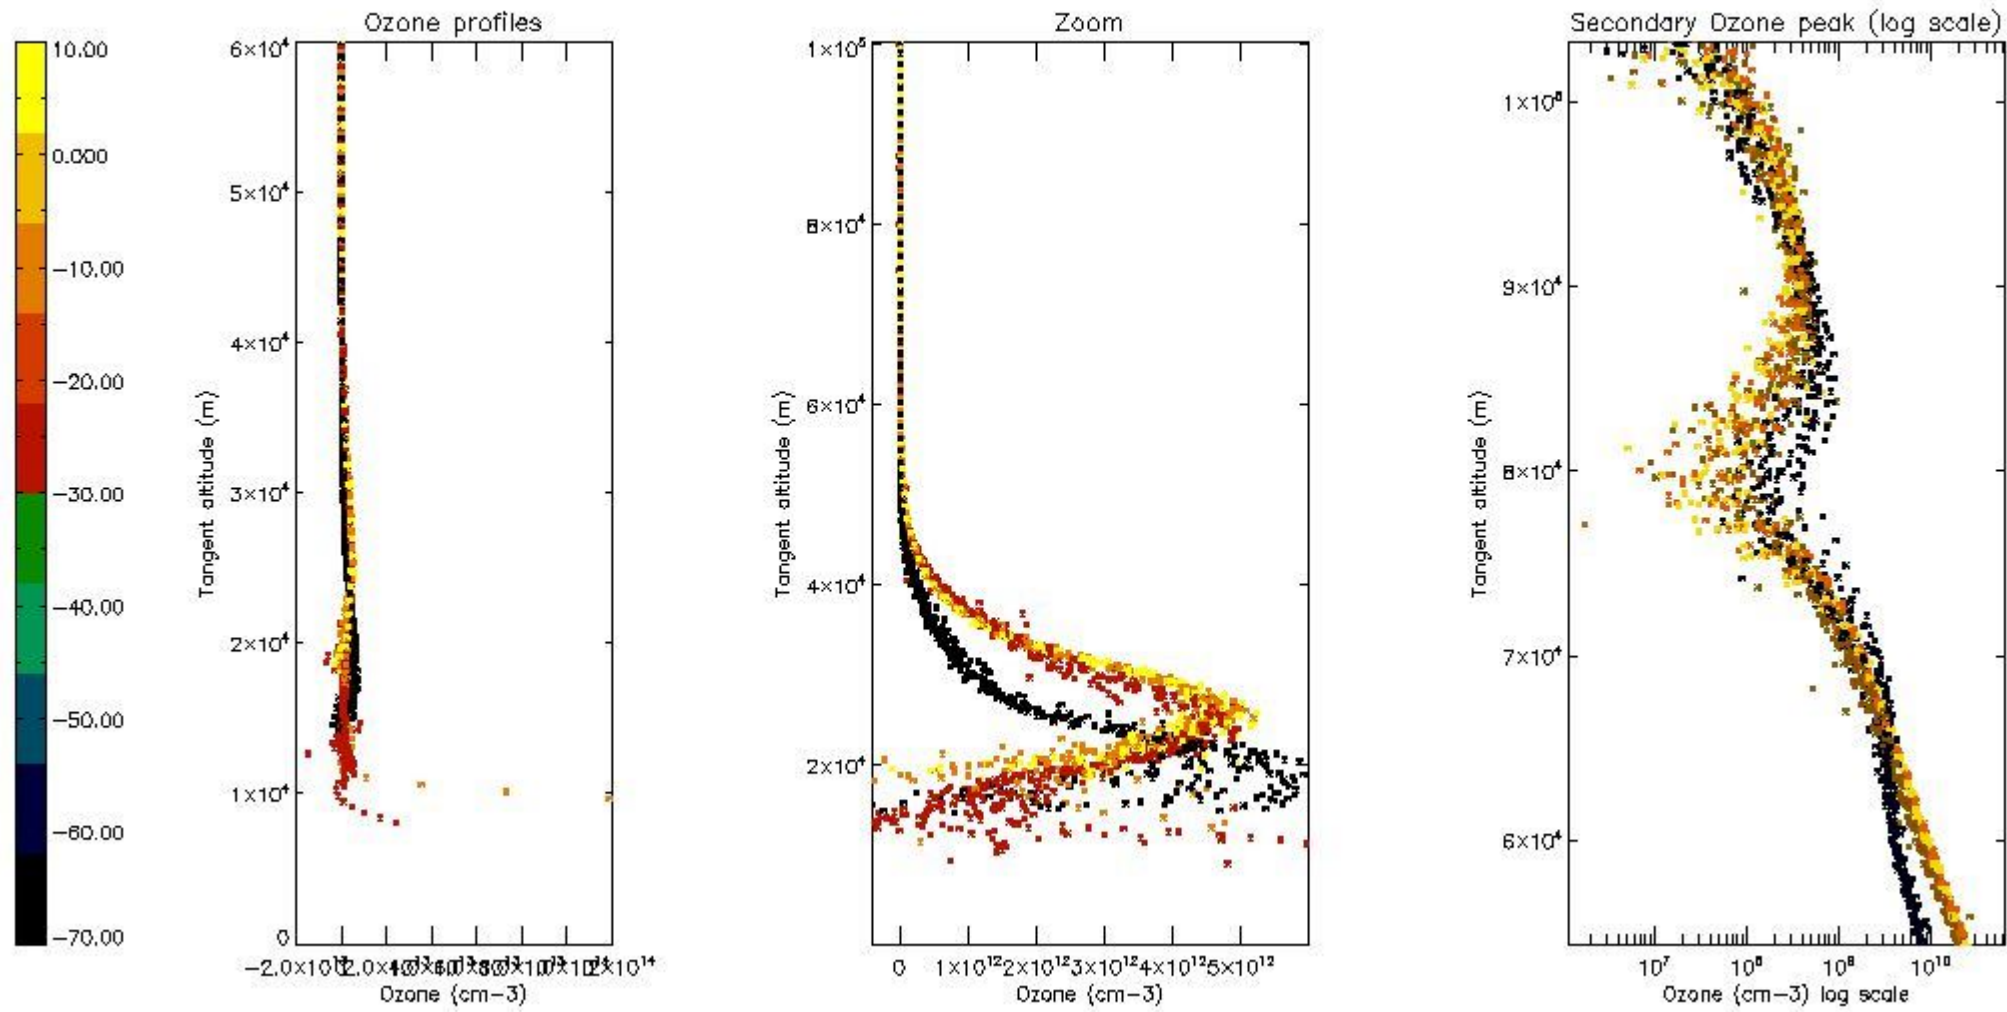 Ozone profiles
Zoom
Secondary Ozone peak (log scale)
10.00
0.000
−10.00
−20.00
−30.00
−40.00
−50.00
−60.00
−70.00
6×10⁴
5×10⁴
4×10⁴
3×10⁴
2×10⁴
1×10⁴
0
Tangent altitude (m)
Ozone (cm−3)
1×10⁵
8×10⁴
6×10⁴
4×10⁴
2×10⁴
Tangent altitude (m)
0 1×10¹² 2×10¹² 3×10¹² 4×10¹² 5×10¹²
Ozone (cm−3)
9×10⁴
8×10⁴
7×10⁴
6×10⁴
Tangent altitude (m)
10⁷ 10⁸ 10⁹ 10¹⁰
Ozone (cm−3) log scale